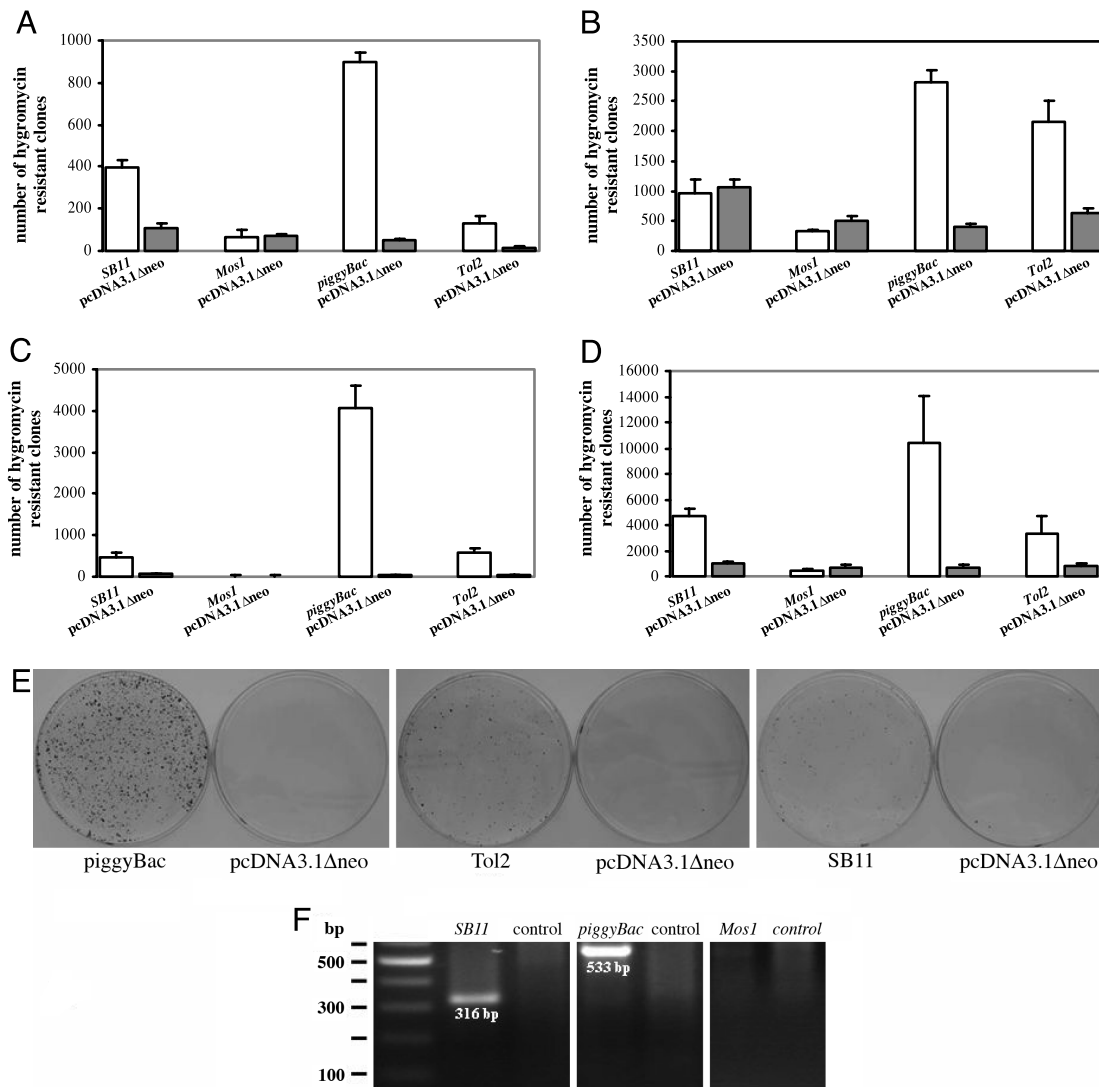 A
number of hygromycin
resistant clones
1000
800
600
400
200
0
SB11
pcDNA3.1Δneo
Mos1
pcDNA3.1Δneo
piggyBac
pcDNA3.1Δneo
Tol2
pcDNA3.1Δneo
B
number of hygromycin
resistant clones
3500
3000
2500
2000
1500
1000
500
0
SB11
pcDNA3.1Δneo
Mos1
pcDNA3.1Δneo
piggyBac
pcDNA3.1Δneo
Tol2
pcDNA3.1Δneo
C
number of hygromycin
resistant clones
5000
4000
3000
2000
1000
0
SB11
pcDNA3.1Δneo
Mos1
pcDNA3.1Δneo
piggyBac
pcDNA3.1Δneo
Tol2
pcDNA3.1Δneo
D
number of hygromycin
resistant clones
16000
14000
12000
10000
8000
6000
4000
2000
0
SB11
pcDNA3.1Δneo
Mos1
pcDNA3.1Δneo
piggyBac
pcDNA3.1Δneo
Tol2
pcDNA3.1Δneo
E
piggyBac pcDNA3.1Δneo Tol2 pcDNA3.1Δneo SB11 pcDNA3.1Δneo
F
bp SB11 control piggyBac control Mos1 control
500
300
100
316 bp
533 bp